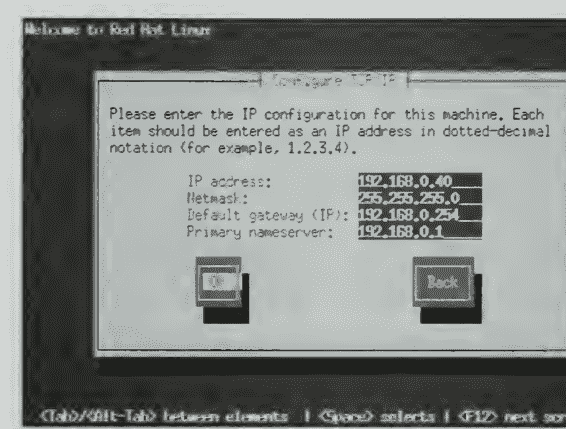 Welcome to Red Hat Linux
Configure TCP/IP
Please enter the IP configuration for this machine. Each
item should be entered as an IP address in dotted-decimal
notation (for example, 1.2.3.4).
IP address: 192.168.0.40
Netmask: 255.255.255.0
Default gateway (IP): 192.168.0.254
Primary nameserver: 192.168.0.1
Ok Back
<Tab>/<Alt-Tab> between elements | <Space> selects | <F12> next scr